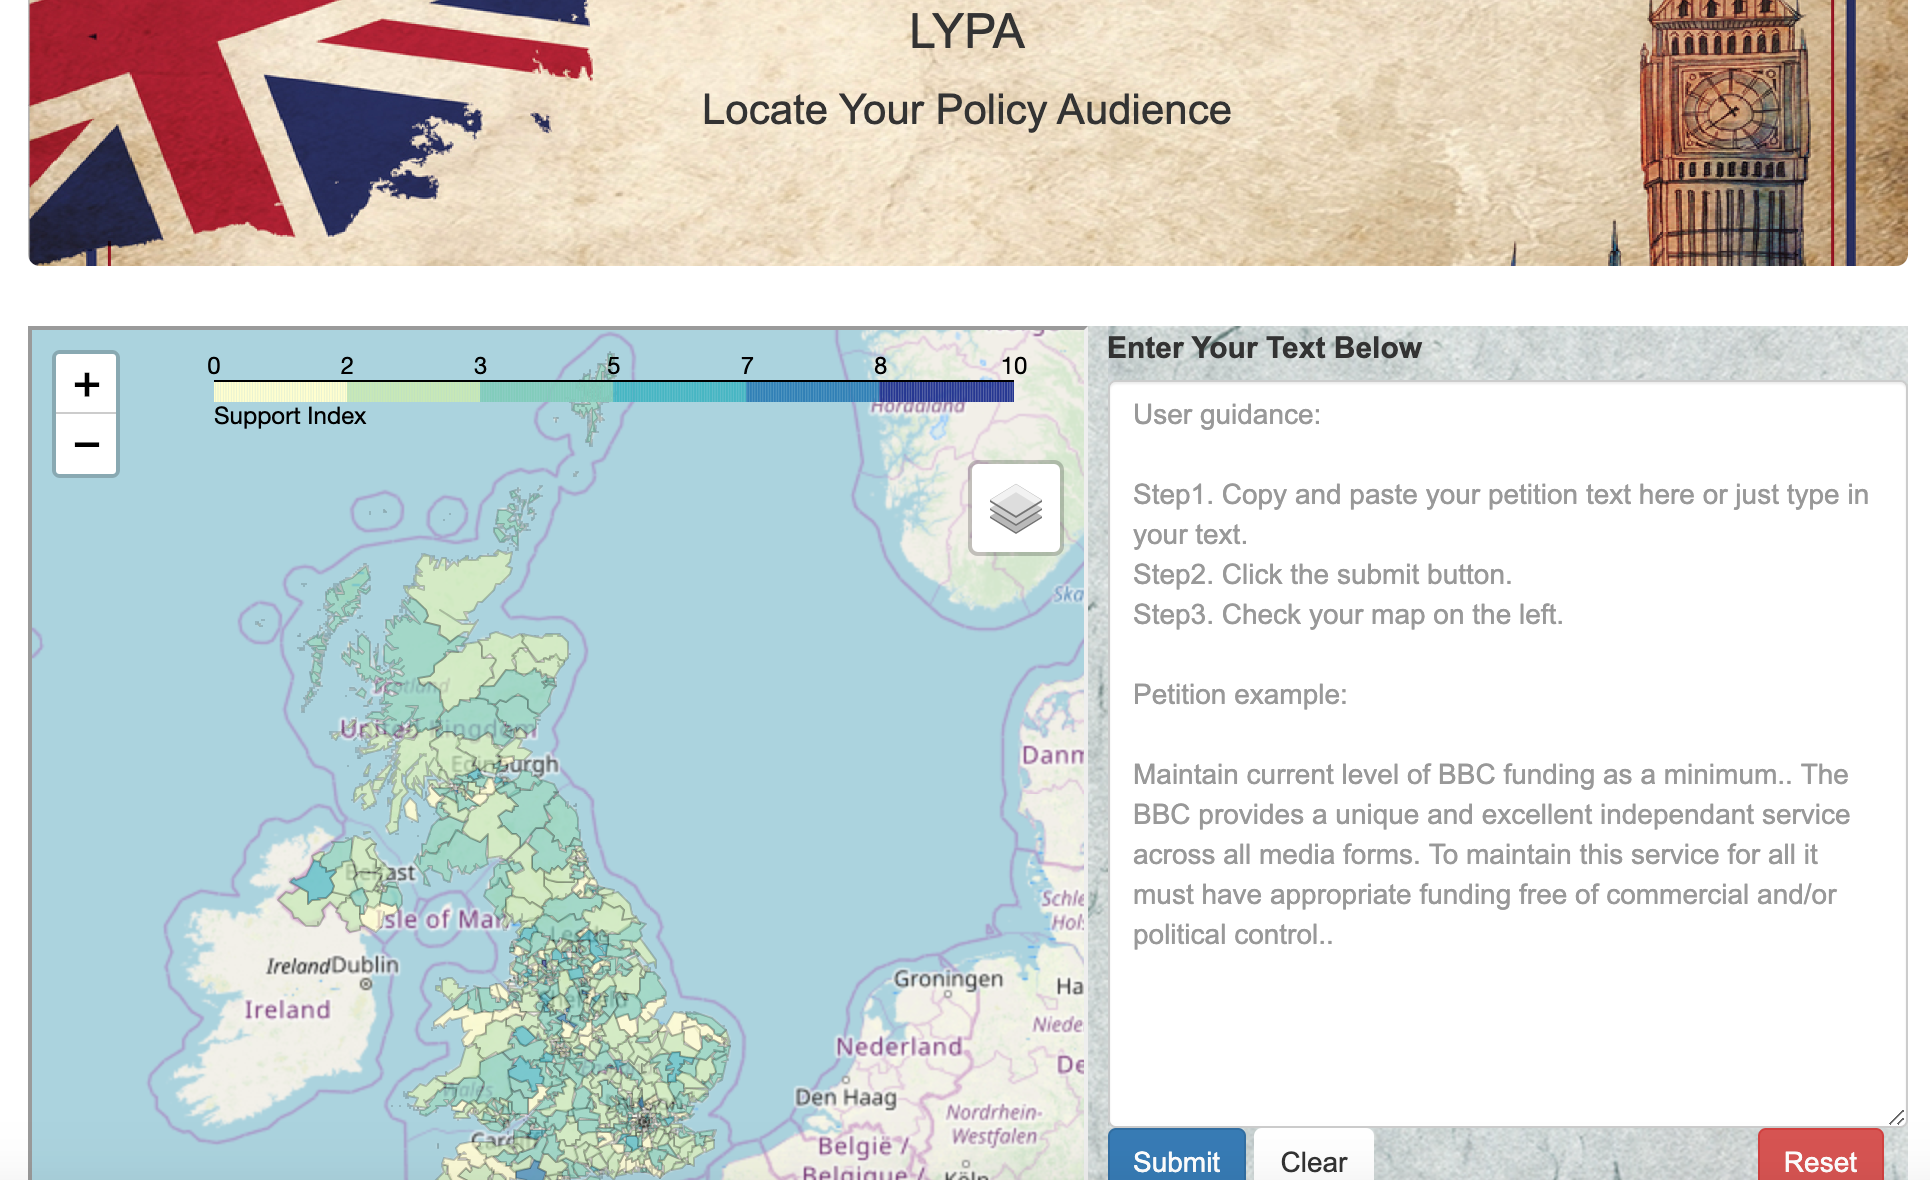 LYPA
Locate Your Policy Audience
0 2 3 5 7 8 10
Support Index
+
−
Hordaland
Ska
Scotland
United Kingdom
Edinburgh
Danm
Belfast
Isle of Man
Schle
Hols
Leeds
Ireland
Dublin
Ireland
Groningen
Ha
Niede
Nederland
De
Den Haag
Wales
Nordrhein-
Westfalen
Cardiff
België /
Belgique /
Köln
Enter Your Text Below
User guidance:
Step1. Copy and paste your petition text here or just type in
your text.
Step2. Click the submit button.
Step3. Check your map on the left.
Petition example:
Maintain current level of BBC funding as a minimum.. The
BBC provides a unique and excellent independant service
across all media forms. To maintain this service for all it
must have appropriate funding free of commercial and/or
political control..
Submit
Clear
Reset